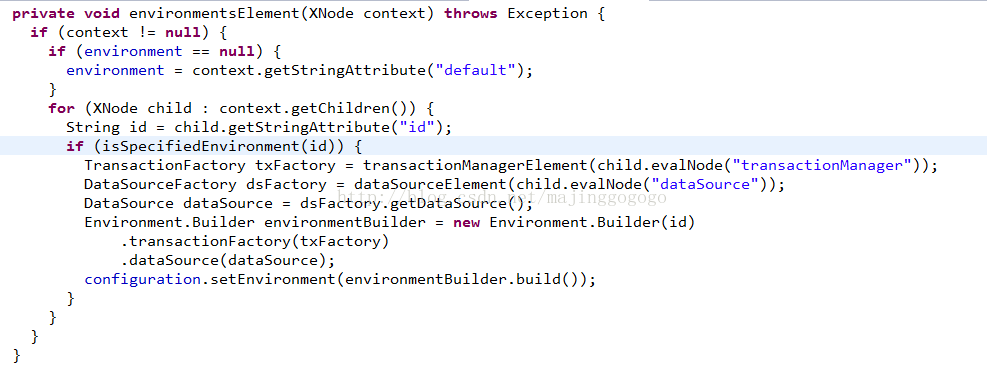 private void environmentsElement(XNode context) throws Exception {
if (context != null) {
if (environment == null) {
environment = context.getStringAttribute("default");
}
for (XNode child : context.getChildren()) {
String id = child.getStringAttribute("id");
if (isSpecifiedEnvironment(id)) {
TransactionFactory txFactory = transactionManagerElement(child.evalNode("transactionManager"));
DataSourceFactory dsFactory = dataSourceElement(child.evalNode("dataSource"));
http://blog.csdn.net/majinggogogo
DataSource dataSource = dsFactory.getDataSource();
Environment.Builder environmentBuilder = new Environment.Builder(id)
.transactionFactory(txFactory)
.dataSource(dataSource);
configuration.setEnvironment(environmentBuilder.build());
}
}
}
}